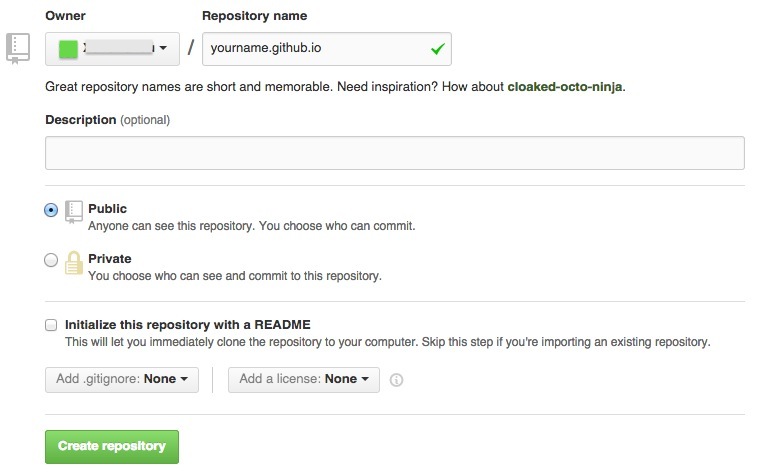 Owner
Repository name
/ yourname.github.io
Great repository names are short and memorable. Need inspiration? How about cloaked-octo-ninja.
Description (optional)
Public
Anyone can see this repository. You choose who can commit.
Private
You choose who can see and commit to this repository.
Initialize this repository with a README
This will let you immediately clone the repository to your computer. Skip this step if you're importing an existing repository.
Add .gitignore: None
Add a license: None
Create repository